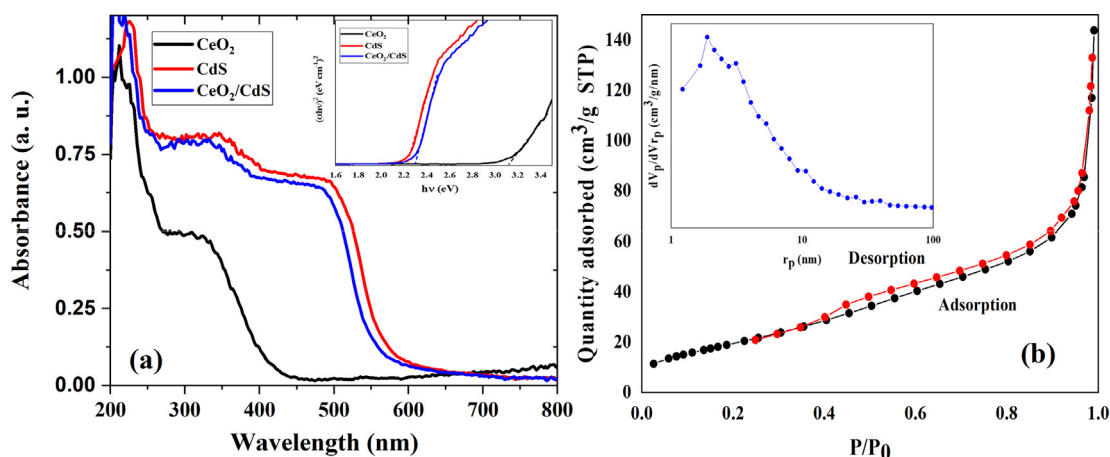 CeO2
CdS
CeO2/CdS
1.00
0.75
0.50
0.25
0.00
Absorbance (a. u.)
200 300 400 500 600 700 800
Wavelength (nm)
(a)
CeO2
CdS
CeO2/CdS
(αhν)² (eV cm⁻¹)²
1.6 1.8 2.0 2.2 2.4 2.6 2.8 3.0 3.2 3.4
hν (eV)
160
140
120
100
80
60
40
20
0
Quantity adsorbed (cm³/g STP)
0.0 0.2 0.4 0.6 0.8 1.0
P/P0
dVp/dVrp (cm³/g/nm)
1 10 100
rp (nm)
Desorption
Adsorption
(b)